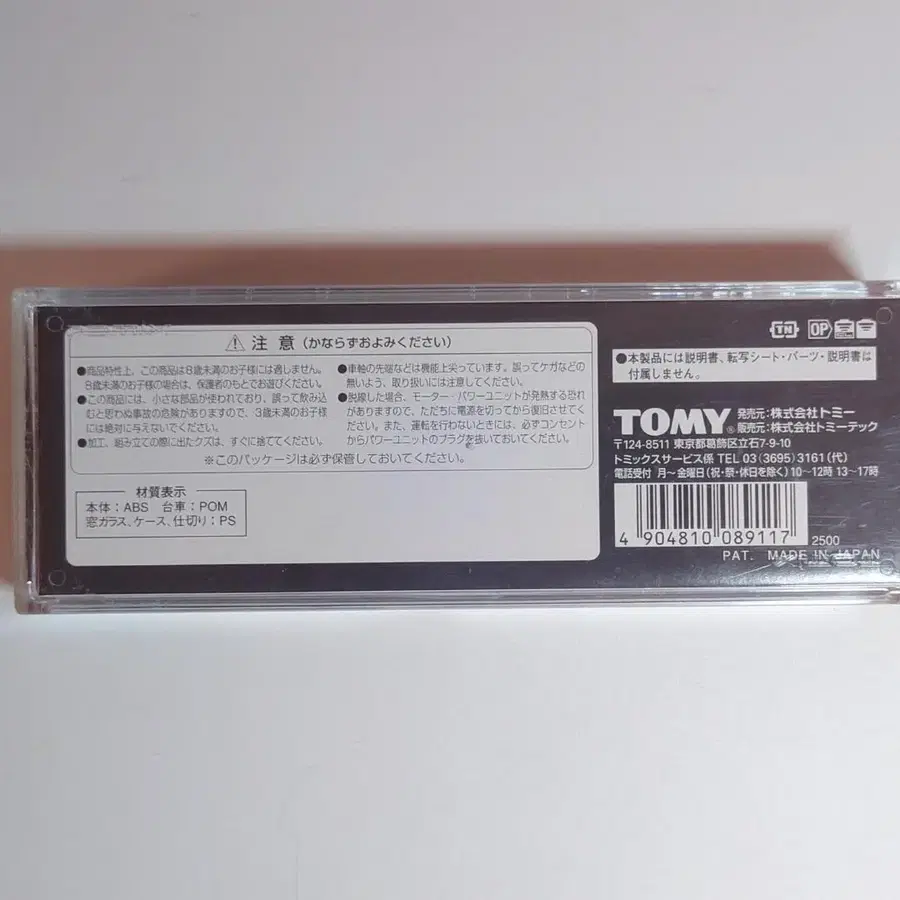 ⚠ 注意 (かならずおよみください)
●商品特性上、この商品は8歳未満のお子様には適しません。
8歳未満のお子様の場合は、保護者のもとでお遊びください。
●この商品には、小さな部品が使われており、誤って飲み込
むと思わぬ事故の危険がありますので、3歳未満のお子様
には絶対に与えないでください。
●加工、組み立ての際に出たクズは、すぐに捨ててください。
●車軸の先端などは機能上尖っています。誤ってケガなどの
無いよう、取り扱いには注意してください。
●脱線した場合、モーター・パワーユニットが発熱する恐れ
がありますので、ただちに電源を切ってから復旧させてく
ださい。また、運転を行わないときには、必ずコンセント
からパワーユニットのプラグを抜いておいてください。
※このパッケージは必ず保管しておいてください。
材質表示
本体:ABS 台車:POM
窓ガラス、ケース、仕切り:PS
TN OP
●本製品には説明書、転写シート・パーツ・説明書は
付属しません。
TOMY® 発売元:株式会社トミー
販売元:株式会社トミーテック
〒124-8511 東京都葛飾区立石7-9-10
トミックスサービス係 TEL 03(3695)3161(代)
電話受付 月〜金曜日(祝・祭・休日を除く)10〜12時 13〜17時
4 904810 089117
2500
PAT. MADE IN JAPAN